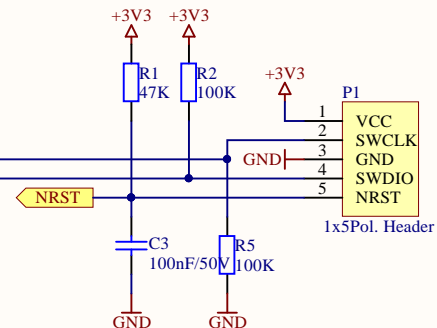 +3V3 +3V3
R1 R2
47K 100K
+3V3
P1
1 VCC
2 SWCLK
GND 3 GND
4 SWDIO
NRST 5 NRST
1x5Pol. Header
C3 R5
100nF/50V 100K
GND GND